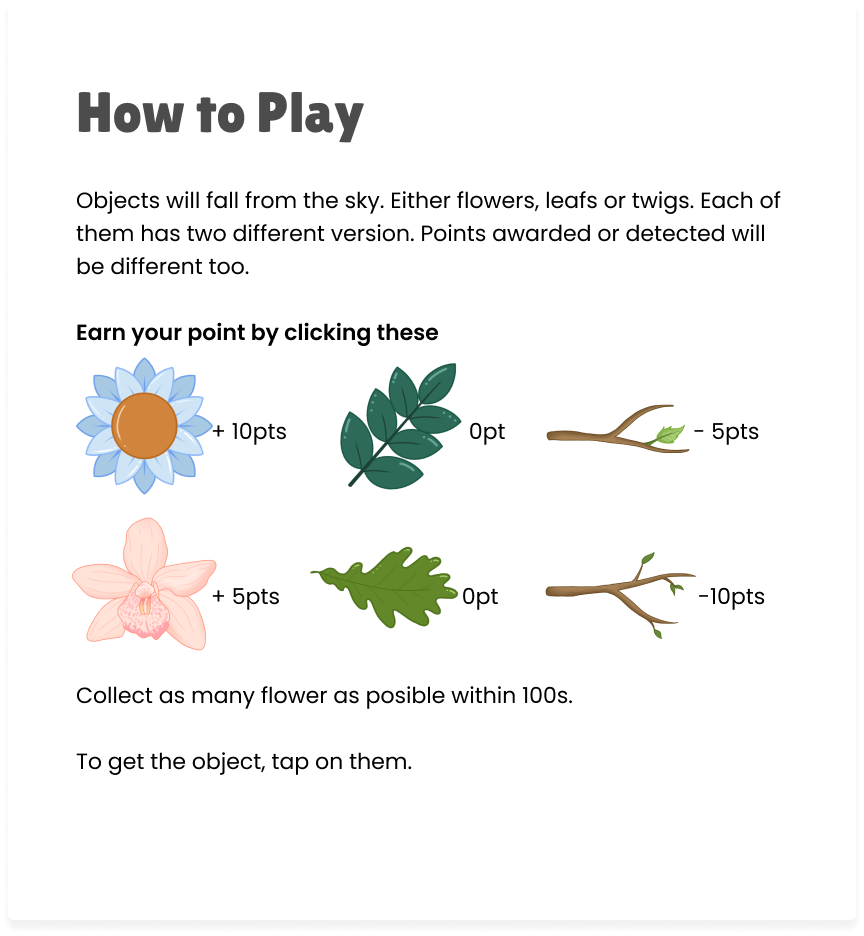 How to Play
Objects will fall from the sky. Either flowers, leafs or twigs. Each of
them has two different version. Points awarded or detected will
be different too.
Earn your point by clicking these
+ 10pts
0pt
- 5pts
+ 5pts
0pt
-10pts
Collect as many flower as posible within 100s.
To get the object, tap on them.